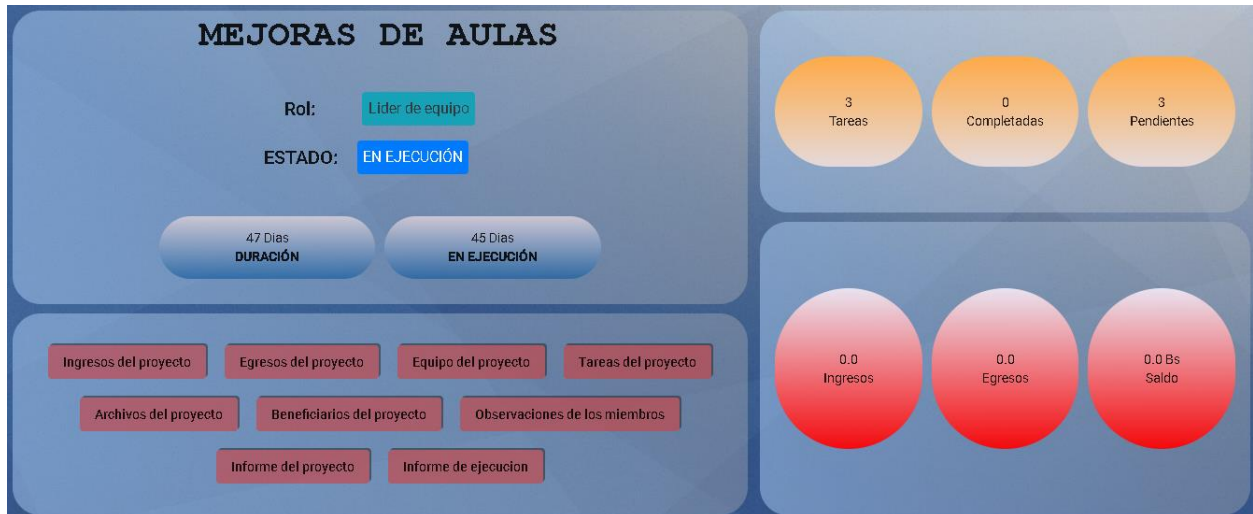 MEJORAS DE AULAS
Rol: Lider de equipo
ESTADO: EN EJECUCIÓN
47 Dias
DURACIÓN
45 Dias
EN EJECUCIÓN
Ingresos del proyecto
Egresos del proyecto
Equipo del proyecto
Tareas del proyecto
Archivos del proyecto
Beneficiarios del proyecto
Observaciones de los miembros
Informe del proyecto
Informe de ejecucion
3
Tareas
0
Completadas
3
Pendientes
0.0
Ingresos
0.0
Egresos
0.0 Bs
Saldo